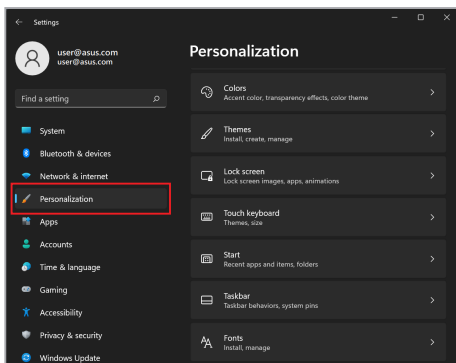 Settings
user@asus.com
user@asus.com
Find a setting
System
Bluetooth & devices
Network & internet
Personalization
Apps
Accounts
Time & language
Gaming
Accessibility
Privacy & security
Windows Update
Personalization
Colors
Accent color, transparency effects, color theme
Themes
Install, create, manage
Lock screen
Lock screen images, apps, animations
Touch keyboard
Themes, size
Start
Recent apps and items, folders
Taskbar
Taskbar behaviors, system pins
Fonts
Install, manage